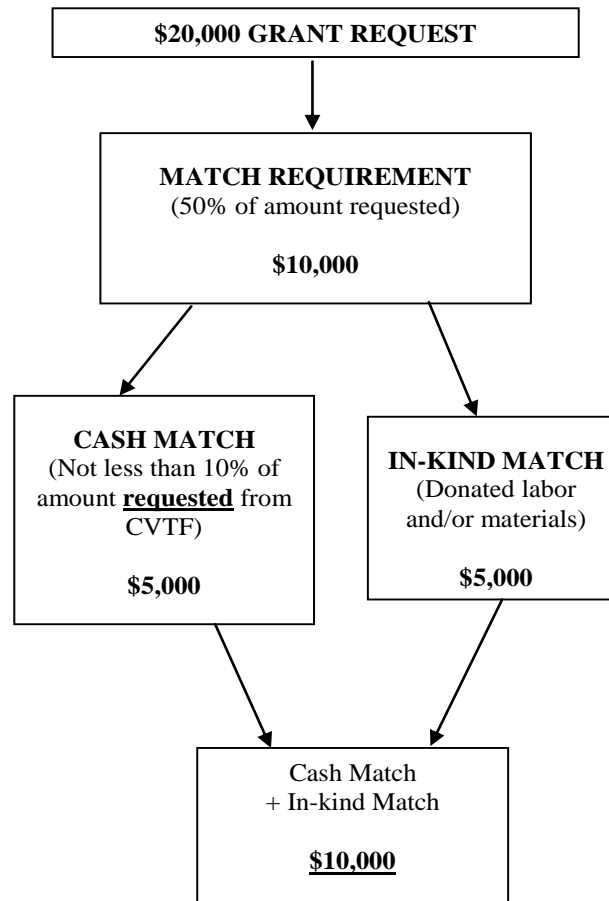 $20,000 GRANT REQUEST
MATCH REQUIREMENT
(50% of amount requested)
$10,000
CASH MATCH
(Not less than 10% of
amount requested from
CVTF)
$5,000
IN-KIND MATCH
(Donated labor
and/or materials)
$5,000
Cash Match
+ In-kind Match
$10,000